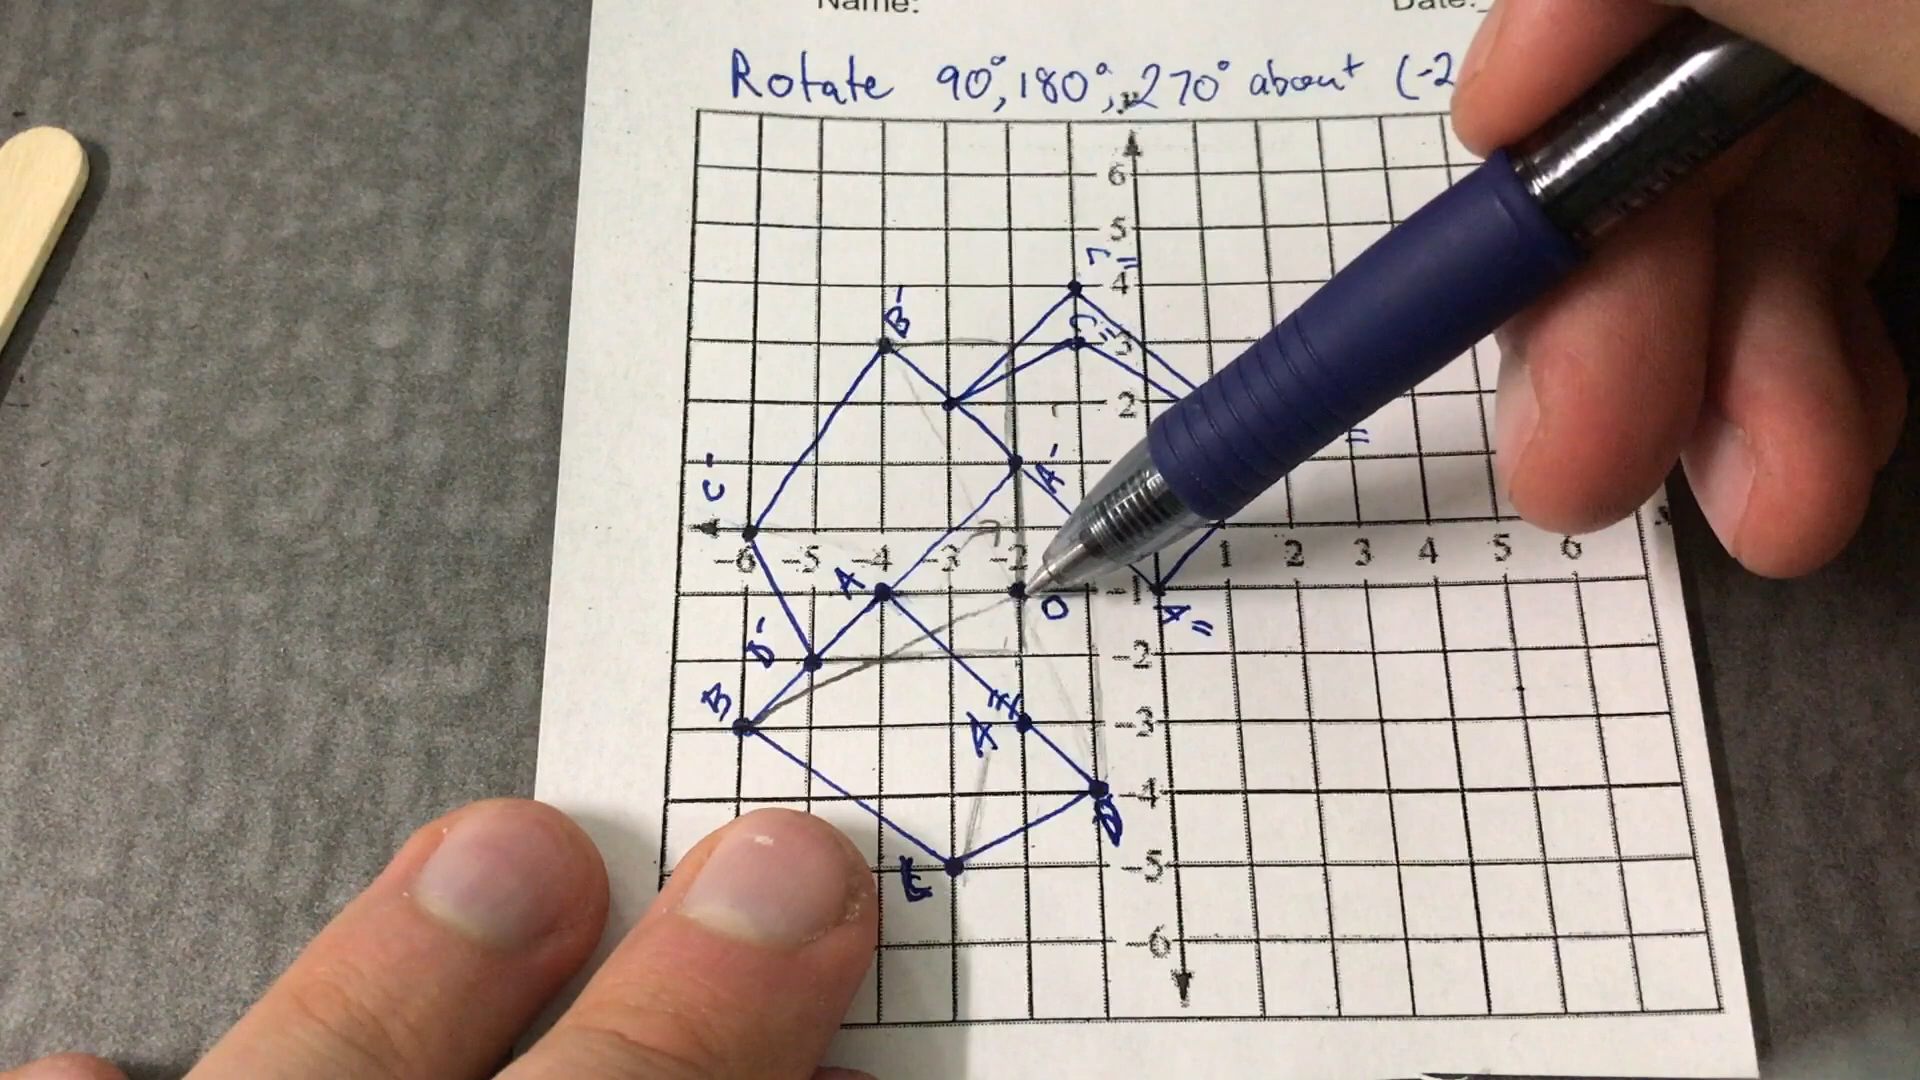 Name: Date:
Rotate 90°, 180°, 270° about (-2
y
6
5
4
B'
C"
3
2
A'
C'
x
-6 -5 -4 -3 -2 1 2 3 4 5 6
A
O
-1
A"
D'
-2
B
A'''
-3
-4
D
-5
-6